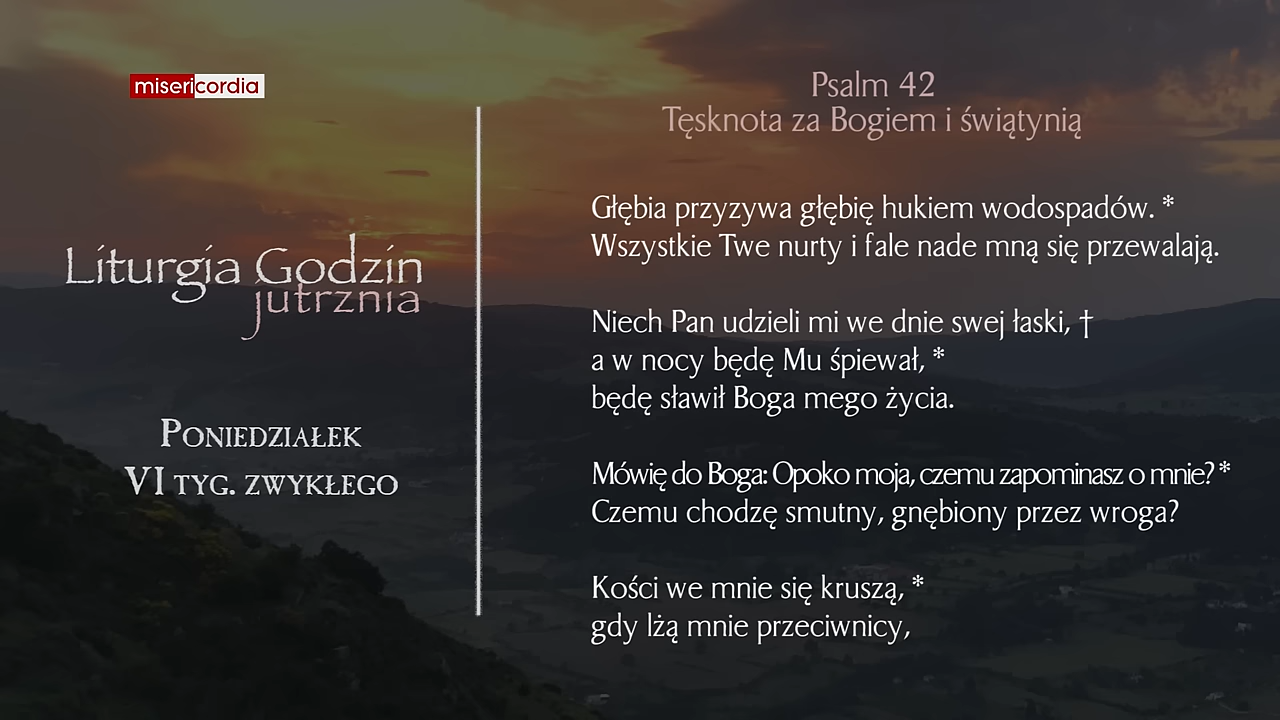 misericordia
Liturgia Godzin
jutrznia
Poniedziałek
VI tyg. zwykłego
Psalm 42
Tęsknota za Bogiem i świątynią
Głębia przyzywa głębię hukiem wodospadów. *
Wszystkie Twe nurty i fale nade mną się przewalają.
Niech Pan udzieli mi we dnie swej łaski, †
a w nocy będę Mu śpiewał, *
będę sławił Boga mego życia.
Mówię do Boga: Opoko moja, czemu zapominasz o mnie? *
Czemu chodzę smutny, gnębiony przez wroga?
Kości we mnie się kruszą, *
gdy lżą mnie przeciwnicy,